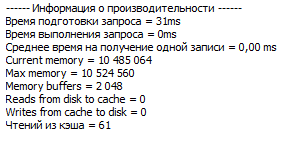 ------ Информация о производительности ------
Время подготовки запроса = 31ms
Время выполнения запроса = 0ms
Среднее время на получение одной записи = 0,00 ms
Current memory = 10 485 064
Max memory = 10 524 560
Memory buffers = 2 048
Reads from disk to cache = 0
Writes from cache to disk = 0
Чтений из кэша = 61